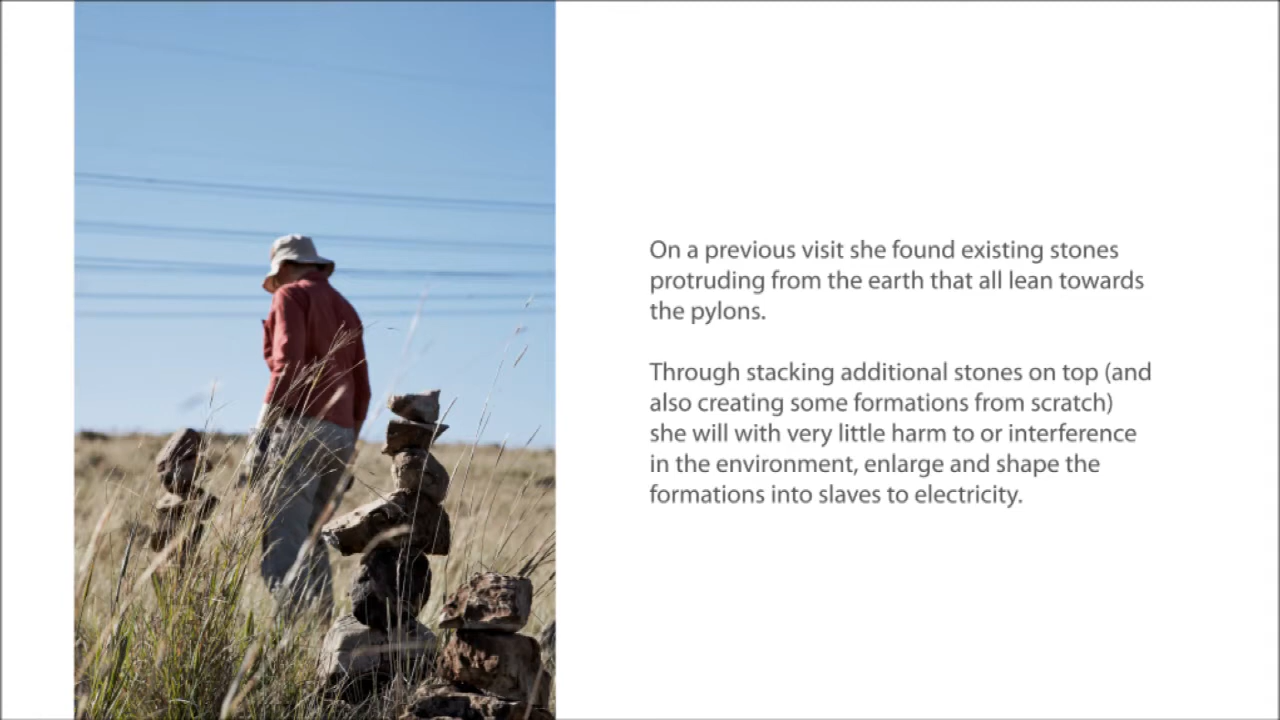 On a previous visit she found existing stones
protruding from the earth that all lean towards
the pylons.
Through stacking additional stones on top (and
also creating some formations from scratch)
she will with very little harm to or interference
in the environment, enlarge and shape the
formations into slaves to electricity.